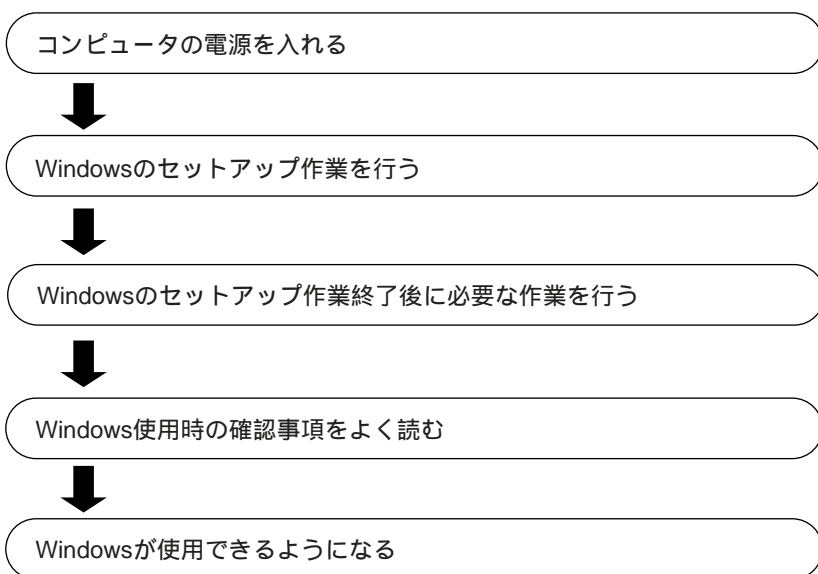 コンピュータの電源を入れる
Windowsのセットアップ作業を行う
Windowsのセットアップ作業終了後に必要な作業を行う
Windows使用時の確認事項をよく読む
Windowsが使用できるようになる